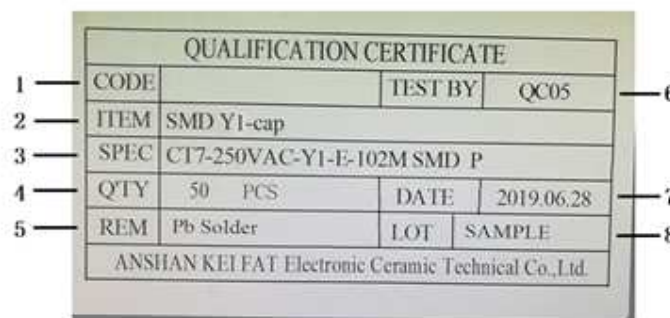 QUALIFICATION CERTIFICATE
1 CODE TEST BY QC05 6
2 ITEM SMD Y1-cap
3 SPEC CT7-250VAC-Y1-E-102M SMD P
4 Q'TY 50 PCS DATE 2019.06.28 7
5 REM Pb Solder LOT SAMPLE 8
ANSHAN KEI FAT Electronic Ceramic Technical Co.,Ltd.